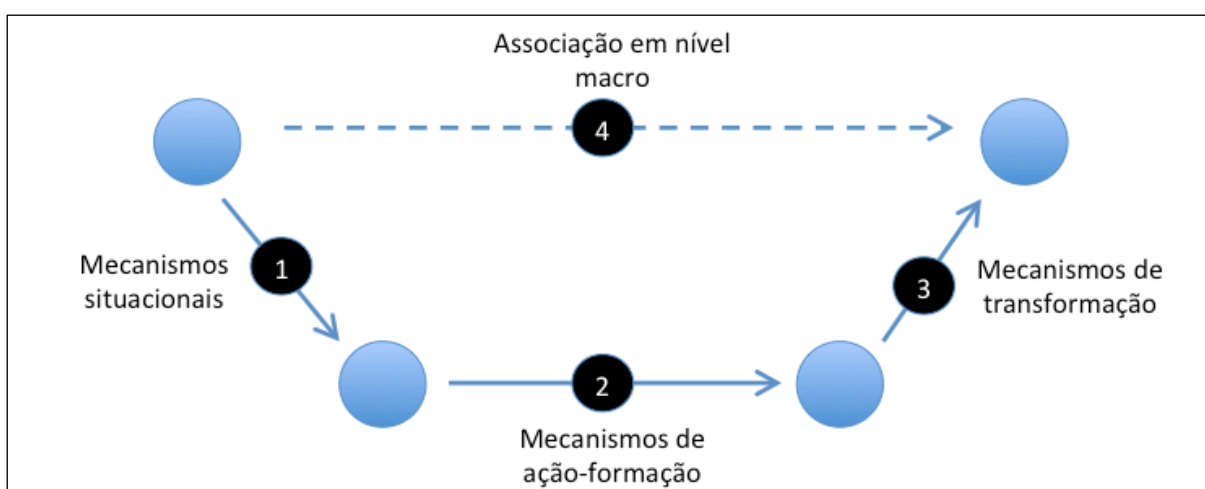 Associação em nível
macro
4
Mecanismos
situacionais
1
3
Mecanismos de
transformação
2
Mecanismos de
ação-formação